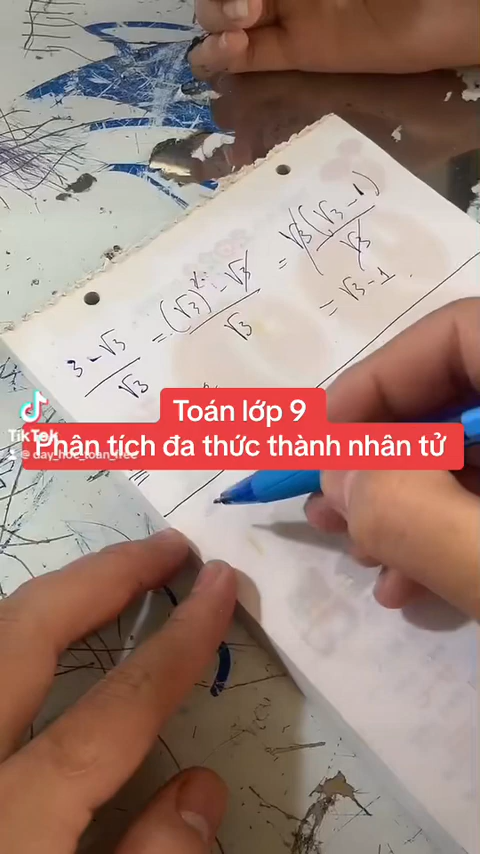 3 - √3 / √3 = (√3)² - √3 / √3 = √3(√3 - 1) / √3
= √3 - 1.
Toán lớp 9
Phân tích đa thức thành nhân tử
TikTok
@day_hoc_toan_free